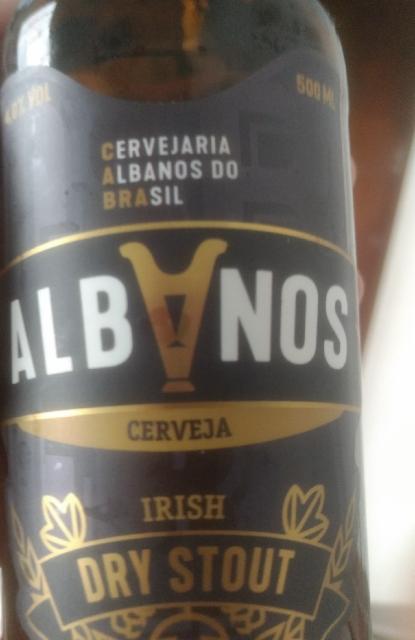 4,0% VOL
500 ML
CERVEJARIA
ALBANOS DO
BRASIL
ALBANOS
CERVEJA
IRISH
DRY STOUT